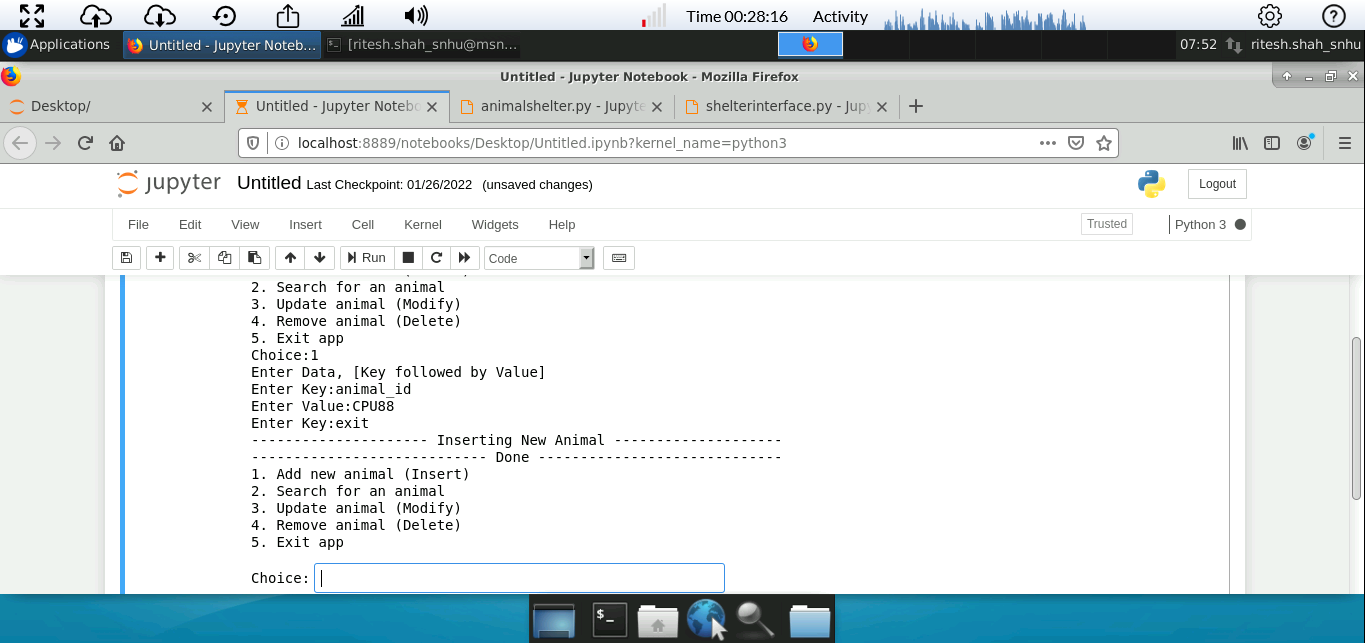 Time 00:28:16 Activity
Applications Untitled - Jupyter Noteb... [ritesh.shah_snhu@msn... 07:52 ritesh.shah_snhu
Untitled - Jupyter Notebook - Mozilla Firefox
Desktop/ Untitled - Jupyter Notebo animalshelter.py - Jupyte shelterinterface.py - Jup
localhost:8889/notebooks/Desktop/Untitled.ipynb?kernel_name=python3
jupyter Untitled Last Checkpoint: 01/26/2022 (unsaved changes) Logout
File Edit View Insert Cell Kernel Widgets Help Trusted Python 3
Run Code
2. Search for an animal
3. Update animal (Modify)
4. Remove animal (Delete)
5. Exit app
Choice:1
Enter Data, [Key followed by Value]
Enter Key:animal_id
Enter Value:CPU88
Enter Key:exit
--------------------- Inserting New Animal --------------------
---------------------------- Done -----------------------------
1. Add new animal (Insert)
2. Search for an animal
3. Update animal (Modify)
4. Remove animal (Delete)
5. Exit app
Choice:
$_